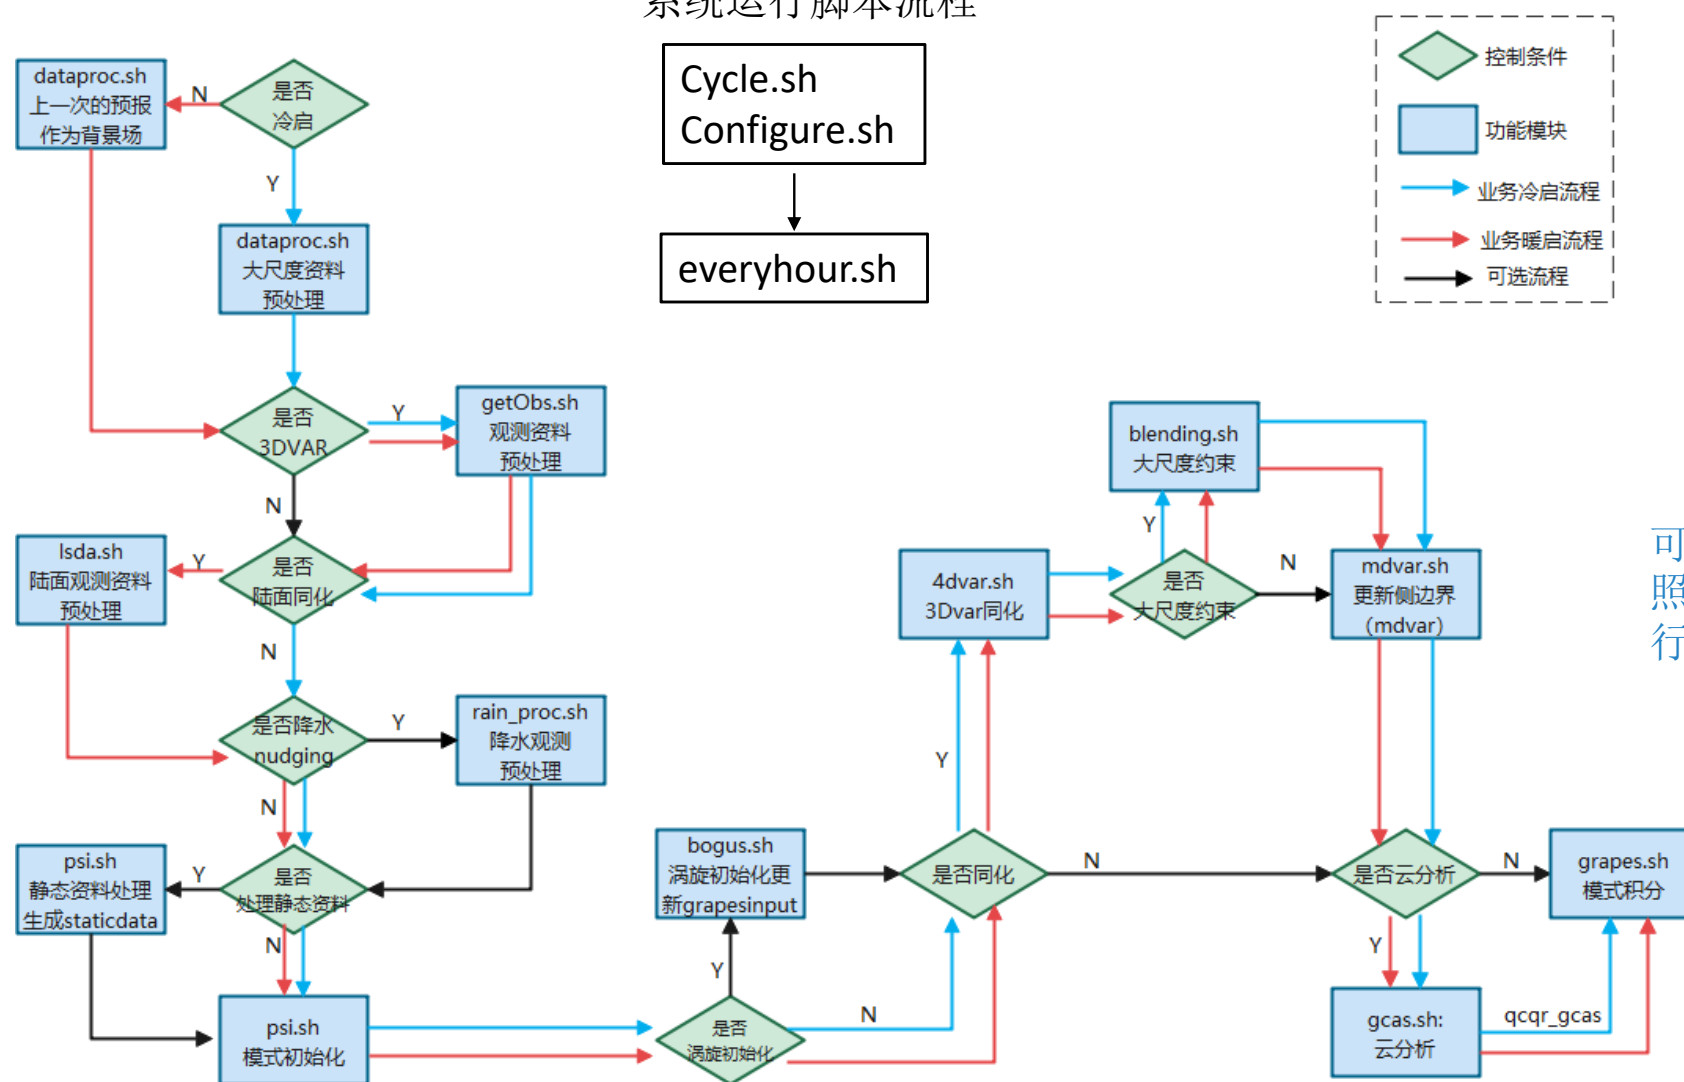 系统运行脚本流程
Cycle.sh
Configure.sh
everyhour.sh
控制条件
功能模块
业务冷启流程
业务暖启流程
可选流程
dataproc.sh
上一次的预报
作为背景场
N
是否
冷启
Y
dataproc.sh
大尺度资料
预处理
是否
3DVAR
Y
getObs.sh
观测资料
预处理
N
lsda.sh
陆面观测资料
预处理
Y
是否
陆面同化
N
是否降水
nudging
Y
rain_proc.sh
降水观测
预处理
N
psi.sh
静态资料处理
生成staticdata
Y
是否
处理静态资料
N
psi.sh
模式初始化
是否
涡旋初始化
Y
N
bogus.sh
涡旋初始化更
新grapesinput
是否同化
Y
N
4dvar.sh
3Dvar同化
是否
大尺度约束
Y
N
blending.sh
大尺度约束
mdvar.sh
更新侧边界
（mdvar）
是否云分析
N
Y
grapes.sh
模式积分
gcas.sh:
云分析
qcqr_gcas
可
照
行